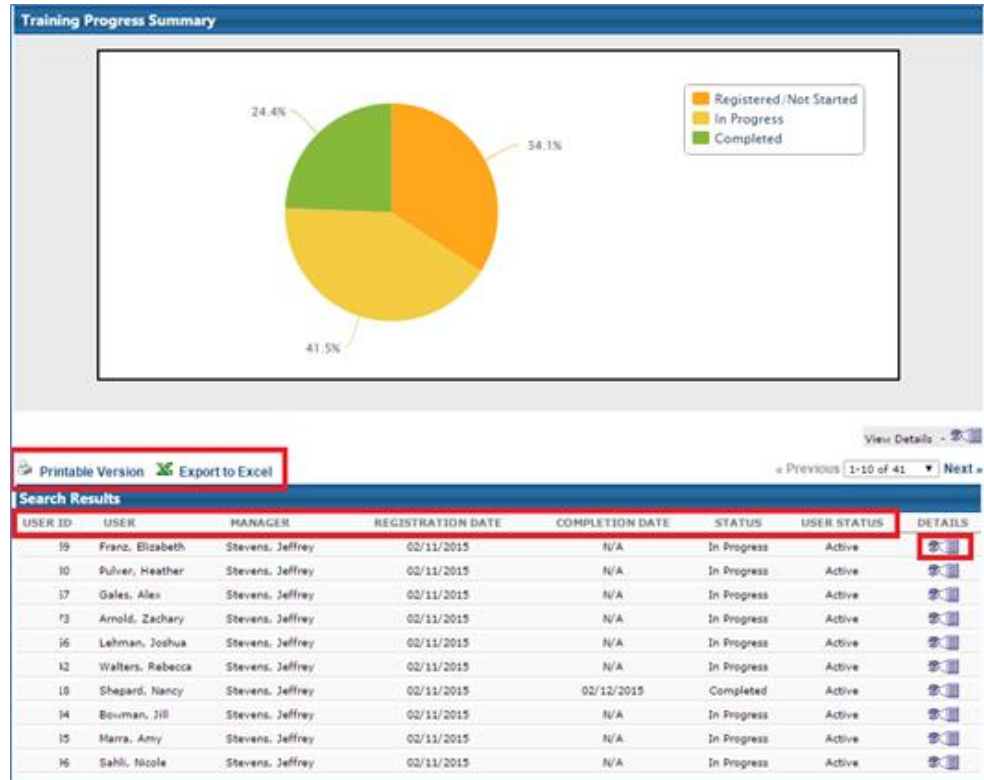 Training Progress Summary
Registered/Not Started
In Progress
Completed
24.4%
34.1%
41.5%
View Details -
Printable Version Export to Excel
« Previous 1-10 of 41 Next »
Search Results
USER ID USER MANAGER REGISTRATION DATE COMPLETION DATE STATUS USER STATUS DETAILS
Franz, Elizabeth Stevens, Jeffrey 02/11/2015 N/A In Progress Active
Pulver, Heather Stevens, Jeffrey 02/11/2015 N/A In Progress Active
Gales, Alex Stevens, Jeffrey 02/11/2015 N/A In Progress Active
Arnold, Zachary Stevens, Jeffrey 02/11/2015 N/A In Progress Active
Lehman, Joshua Stevens, Jeffrey 02/11/2015 N/A In Progress Active
Walters, Rebecca Stevens, Jeffrey 02/11/2015 N/A In Progress Active
Shepard, Nancy Stevens, Jeffrey 02/11/2015 02/12/2015 Completed Active
Bowman, Jill Stevens, Jeffrey 02/11/2015 N/A In Progress Active
Marra, Amy Stevens, Jeffrey 02/11/2015 N/A In Progress Active
Sahli, Nicole Stevens, Jeffrey 02/11/2015 N/A In Progress Active